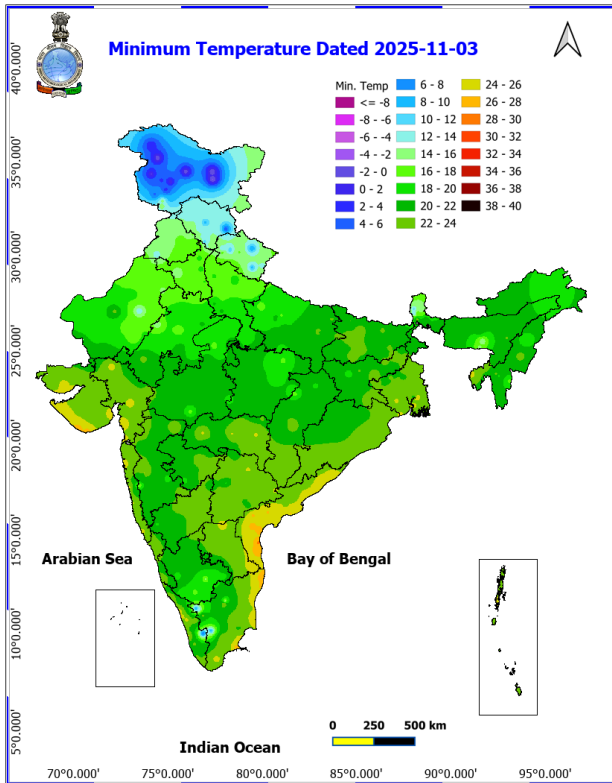 Minimum Temperature Dated 2025-11-03
Min. Temp
<= -8
-8 - -6
-6 - -4
-4 - -2
-2 - 0
0 - 2
2 - 4
4 - 6
6 - 8
8 - 10
10 - 12
12 - 14
14 - 16
16 - 18
18 - 20
20 - 22
22 - 24
24 - 26
26 - 28
28 - 30
30 - 32
32 - 34
34 - 36
36 - 38
38 - 40
40°0.000'
35°0.000'
30°0.000'
25°0.000'
20°0.000'
15°0.000'
10°0.000'
5°0.000'
Arabian Sea
Bay of Bengal
Indian Ocean
0 250 500 km
70°0.000' 75°0.000' 80°0.000' 85°0.000' 90°0.000' 95°0.000'